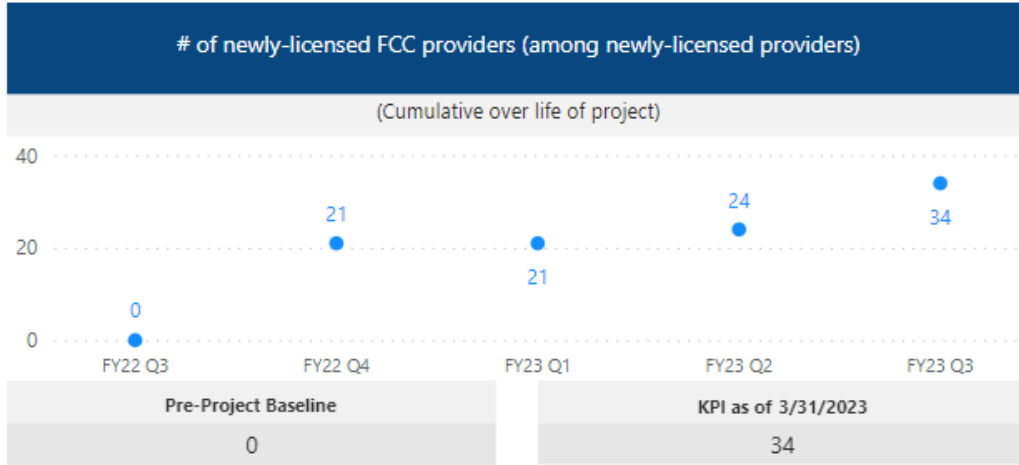 # of newly-licensed FCC providers (among newly-licensed providers)
(Cumulative over life of project)
40
20
0
0
21
21
24
34
FY22 Q3 FY22 Q4 FY23 Q1 FY23 Q2 FY23 Q3
Pre-Project Baseline
0
KPI as of 3/31/2023
34